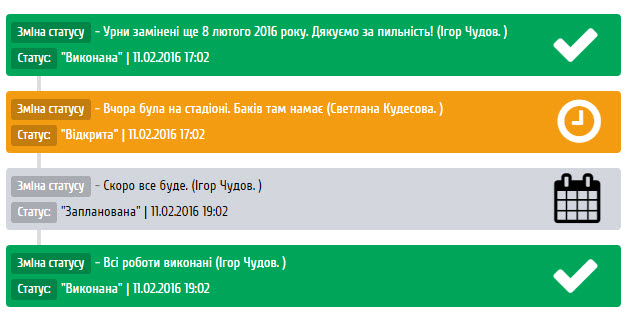 Зміна статусу - Урни замінені ще 8 лютого 2016 року. Дякуємо за пильність! (Ігор Чудов. )
Статус: "Виконана" | 11.02.2016 17:02
Зміна статусу - Вчора була на стадіоні. Баків там намає (Светлана Кудесова. )
Статус: "Відкрита" | 11.02.2016 17:02
Зміна статусу - Скоро все буде. (Ігор Чудов. )
Статус: "Запланована" | 11.02.2016 19:02
Зміна статусу - Всі роботи виконані (Ігор Чудов. )
Статус: "Виконана" | 11.02.2016 19:02